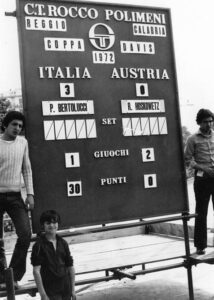 C.T. ROCCO POLIMENI
REGGIO CALABRIA
COPPA DAVIS
1972
ITALIA AUSTRIA
3 0
P. BERTOLUCCI R. HOSKOWETZ
SET
1 GIUOCHI 2
30 PUNTI 0